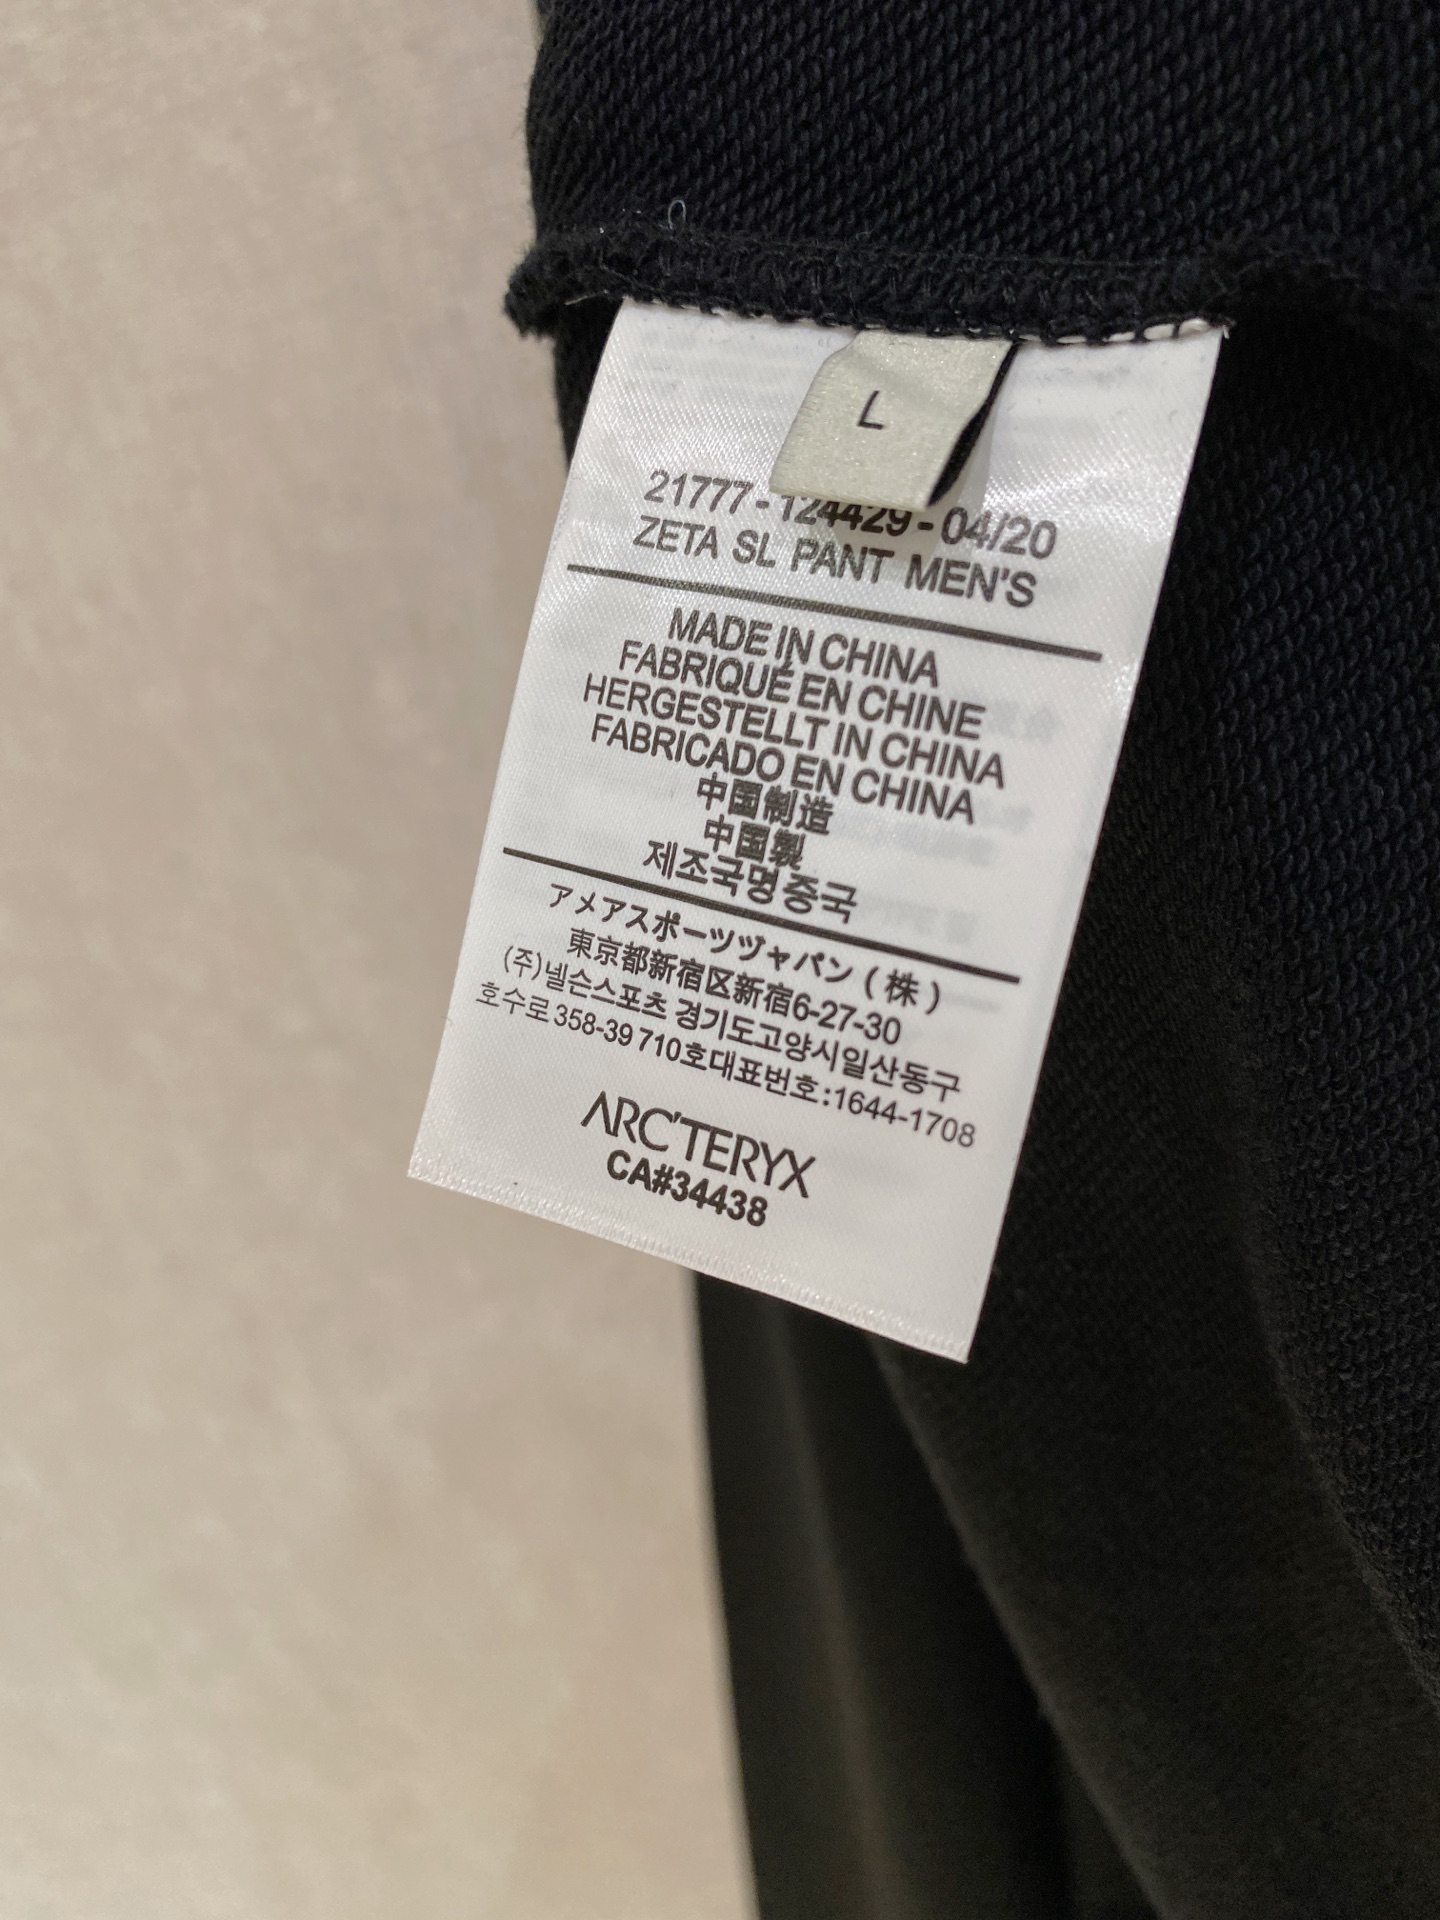 L
21777-124429-04/20
ZETA SL PANT MEN'S
MADE IN CHINA
FABRIQUÉ EN CHINE
HERGESTELLT IN CHINA
FABRICADO EN CHINA
中国制造
中国製
제조국명중국
アメアスポーツヅャパン(株)
東京都新宿区新宿6-27-30
(주)넬슨스포츠 경기도고양시일산동구
호수로358-39 710호대표번호:1644-1708
ARC'TERYX
CA#34438